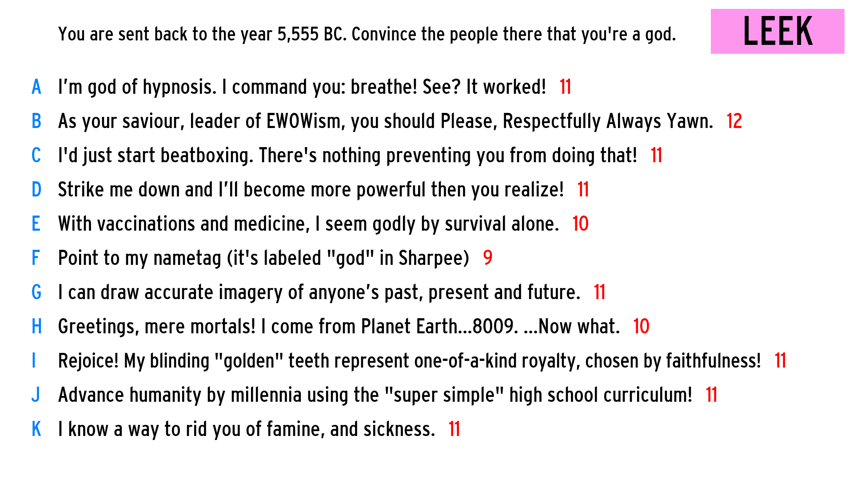 You are sent back to the year 5,555 BC. Convince the people there that you're a god.
LEEK
A I’m god of hypnosis. I command you: breathe! See? It worked! 11
B As your saviour, leader of EWOWism, you should Please, Respectfully Always Yawn. 12
C I'd just start beatboxing. There's nothing preventing you from doing that! 11
D Strike me down and I’ll become more powerful then you realize! 11
E With vaccinations and medicine, I seem godly by survival alone. 10
F Point to my nametag (it's labeled "god" in Sharpee) 9
G I can draw accurate imagery of anyone’s past, present and future. 11
H Greetings, mere mortals! I come from Planet Earth...8009. ...Now what. 10
I Rejoice! My blinding "golden" teeth represent one-of-a-kind royalty, chosen by faithfulness! 11
J Advance humanity by millennia using the "super simple" high school curriculum! 11
K I know a way to rid you of famine, and sickness. 11